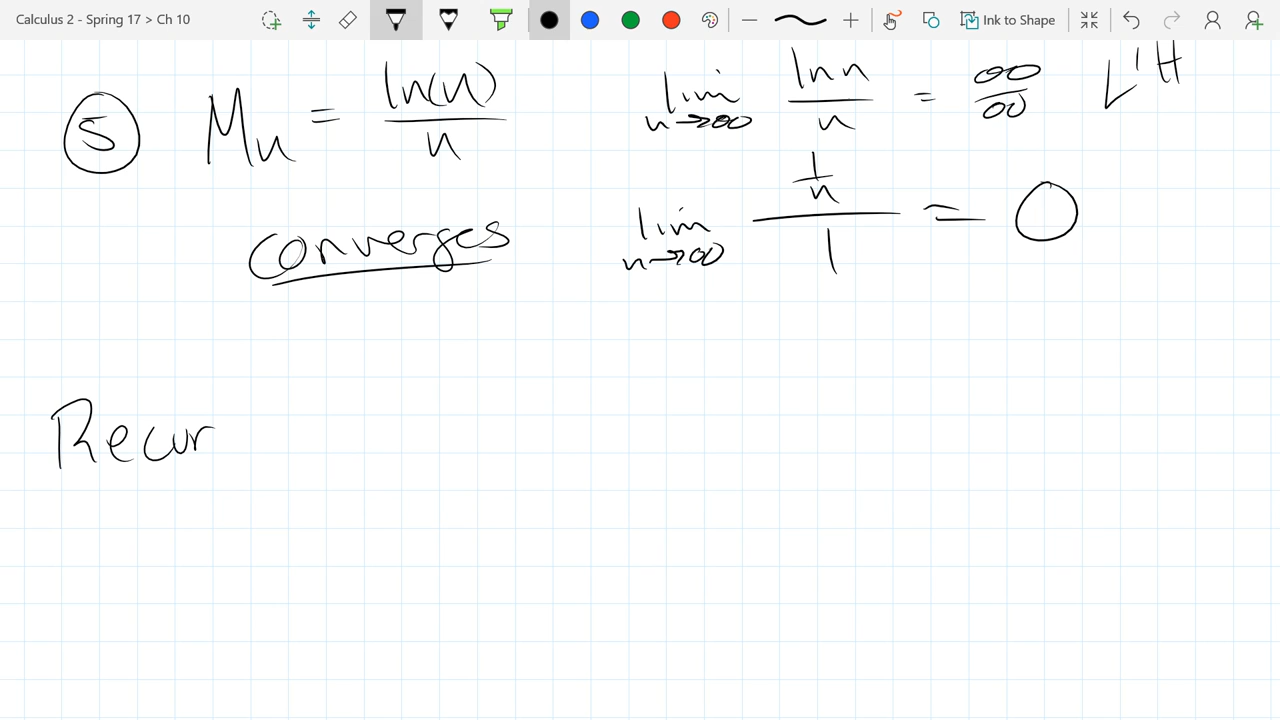 Calculus 2 - Spring 17 > Ch 10
Ink to Shape
⑤ Mn = ln(n)/n
lim n→∞ ln n/n = ∞/∞ L'H
converges
lim n→∞ (1/n)/1 = 0
Recur